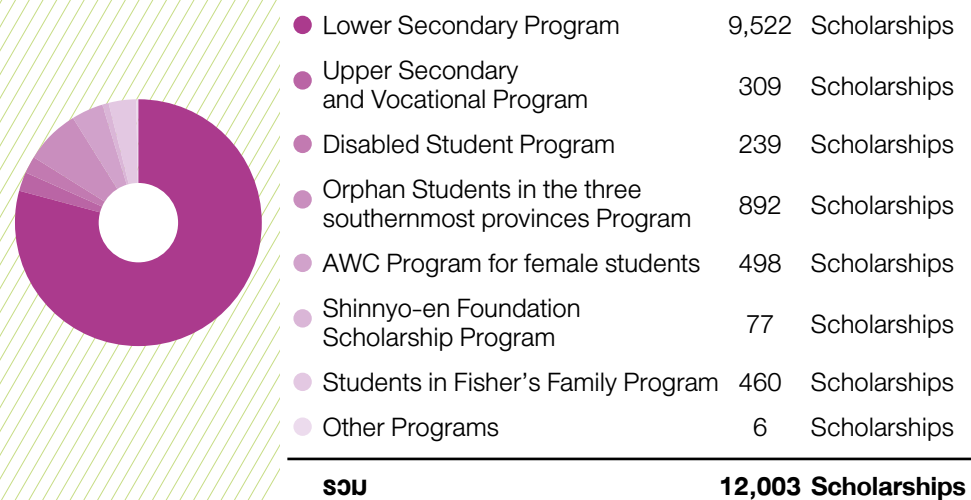 Lower Secondary Program 9,522 Scholarships
Upper Secondary
and Vocational Program 309 Scholarships
Disabled Student Program 239 Scholarships
Orphan Students in the three
southernmost provinces Program 892 Scholarships
AWC Program for female students 498 Scholarships
Shinnyo-en Foundation
Scholarship Program 77 Scholarships
Students in Fisher’s Family Program 460 Scholarships
Other Programs 6 Scholarships
รวม 12,003 Scholarships